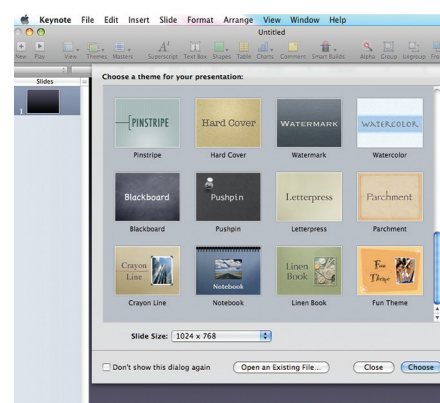 Keynote File Edit Insert Slide Format Arrange View Window Help
Untitled
New Play View Themes Masters Superscript Text Box Shapes Table Charts Comment Smart Builds Alpha Group Ungroup
Slides
Choose a theme for your presentation:
1
PINSTRIPE Hard Cover WATERMARK WATERCOLOR
Pinstripe Hard Cover Watermark Watercolor
Blackboard Pushpin Letterpress Parchment
Blackboard Pushpin Letterpress Parchment
Crayon Line Notebook Linen Book Fun Theme
Crayon Line Notebook Linen Book Fun Theme
Slide Size: 1024 x 768
Don't show this dialog again Open an Existing File... Close Choose